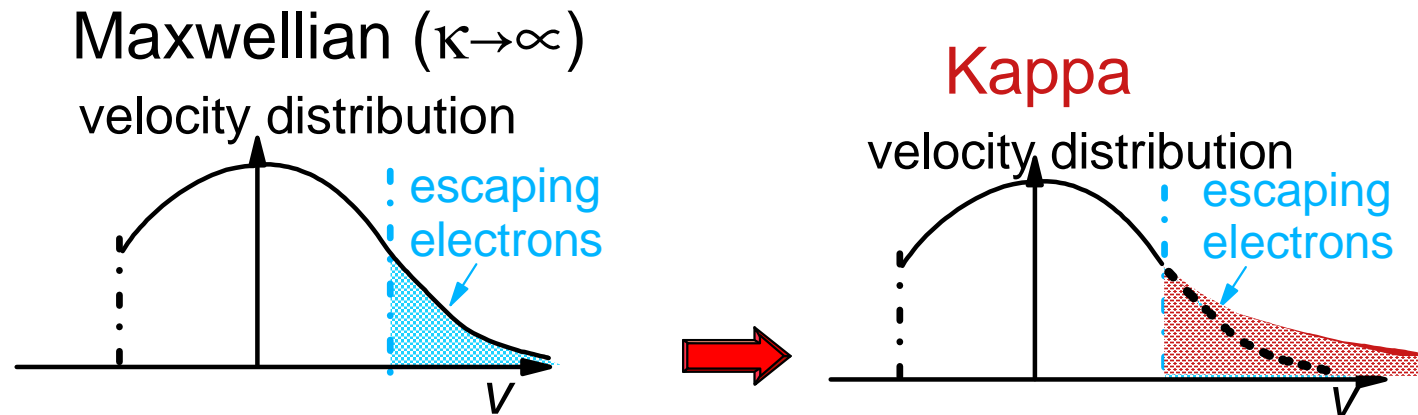 Maxwellian (κ→∞)
velocity distribution
escaping
electrons
V
Kappa
velocity distribution
escaping
electrons
V